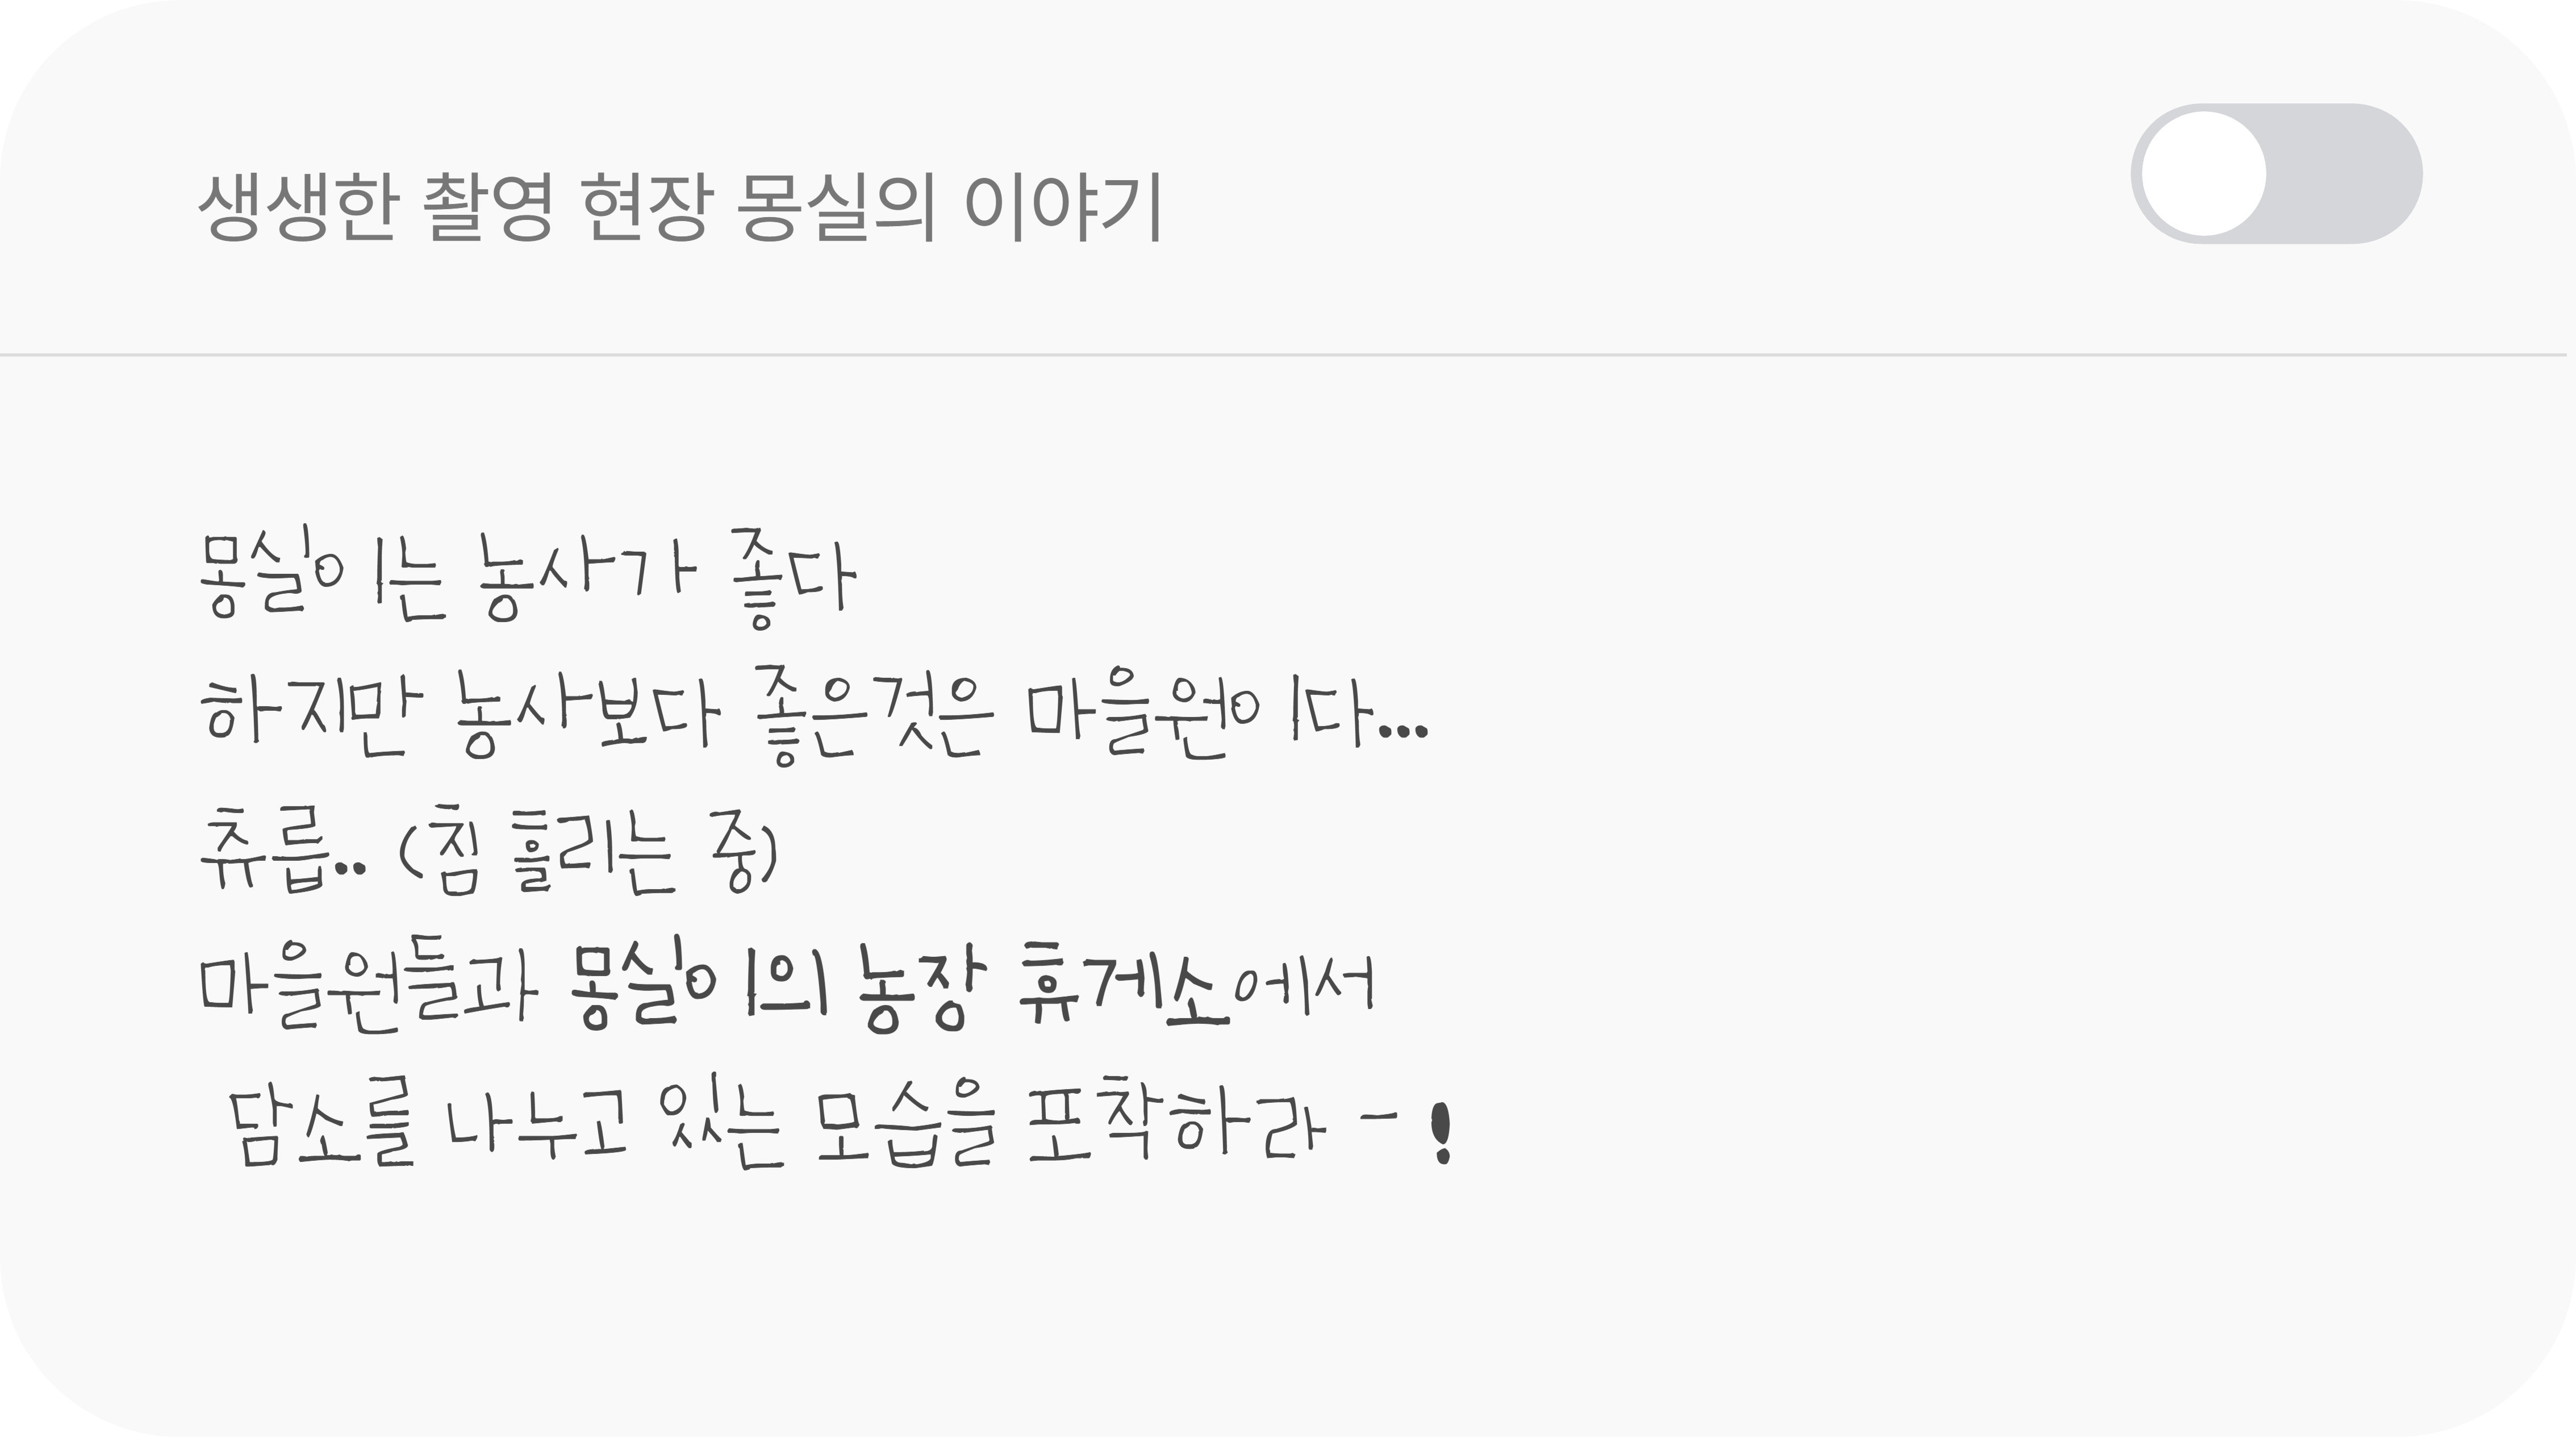 생생한 촬영 현장 몽실의 이야기
몽실이는 농사가 좋다
하지만 농사보다 좋은것은 마을원이다...
츄릅.. (침 흘리는 중)
마을원들과 몽실이의 농장 휴게소에서
담소를 나누고 있는 모습을 포착하라 - !